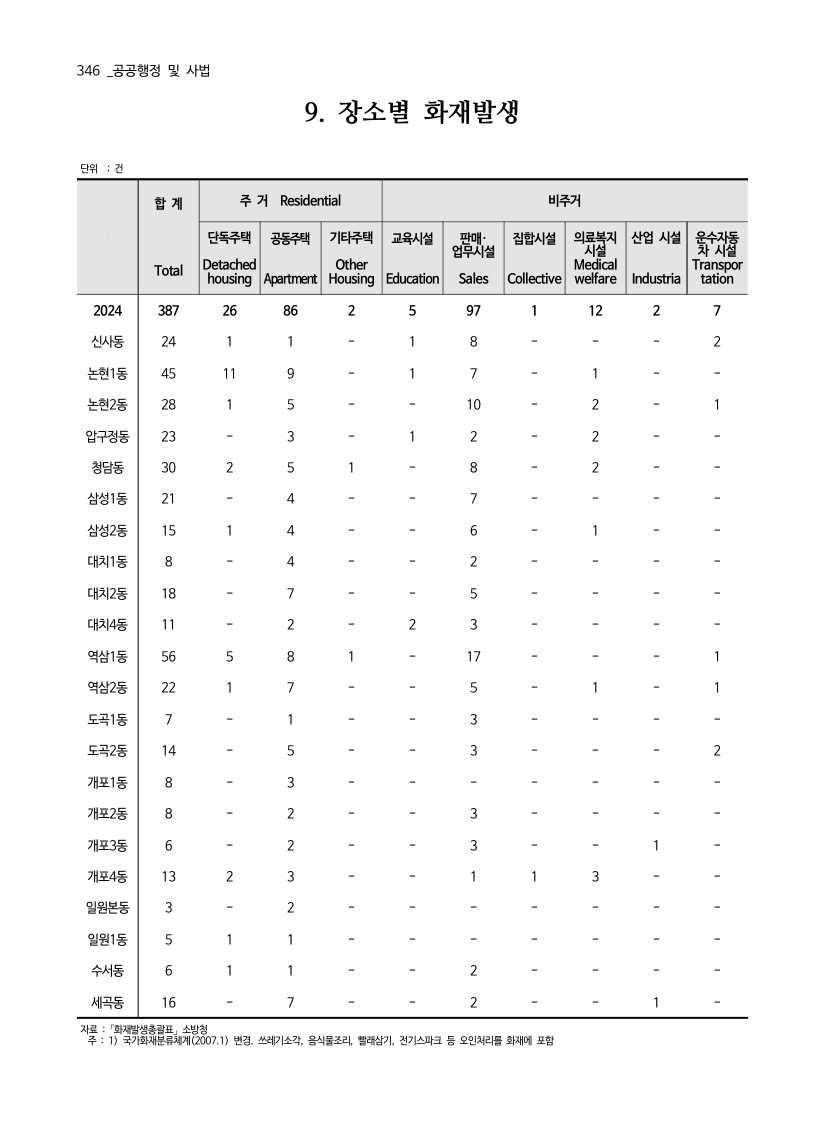 346 _공공행정 및 사법
9. 장소별 화재발생
단위 : 건
합 계 주 거 Residential 비주거
단독주택 공동주택 기타주택 교육시설 판매· 집합시설 의료복지 산업 시설 운수자동
업무시설 시설 차 시설
Total Detached Apartment Other Education Sales Collective Medical Industria Transpor
housing Housing welfare tation
2024 387 26 86 2 5 97 1 12 2 7
신사동 24 1 1 - 1 8 - - - 2
논현1동 45 11 9 - 1 7 - 1 - -
논현2동 28 1 5 - - 10 - 2 - 1
압구정동 23 - 3 - 1 2 - 2 - -
청담동 30 2 5 1 - 8 - 2 - -
삼성1동 21 - 4 - - 7 - - - -
삼성2동 15 1 4 - - 6 - 1 - -
대치1동 8 - 4 - - 2 - - - -
대치2동 18 - 7 - - 5 - - - -
대치4동 11 - 2 - 2 3 - - - -
역삼1동 56 5 8 1 - 17 - - - 1
역삼2동 22 1 7 - - 5 - 1 - 1
도곡1동 7 - 1 - - 3 - - - -
도곡2동 14 - 5 - - 3 - - - 2
개포1동 8 - 3 - - - - - - -
개포2동 8 - 2 - - 3 - - - -
개포3동 6 - 2 - - 3 - - 1 -
개포4동 13 2 3 - - 1 1 3 - -
일원본동 3 - 2 - - - - - - -
일원1동 5 1 1 - - - - - - -
수서동 6 1 1 - - 2 - - - -
세곡동 16 - 7 - - 2 - - 1 -
자료 : 「화재발생총괄표」 소방청
주 : 1) 국가화재분류체계(2007.1) 변경. 쓰레기소각, 음식물조리, 빨래삼기, 전기스파크 등 오인처리를 화재에 포함